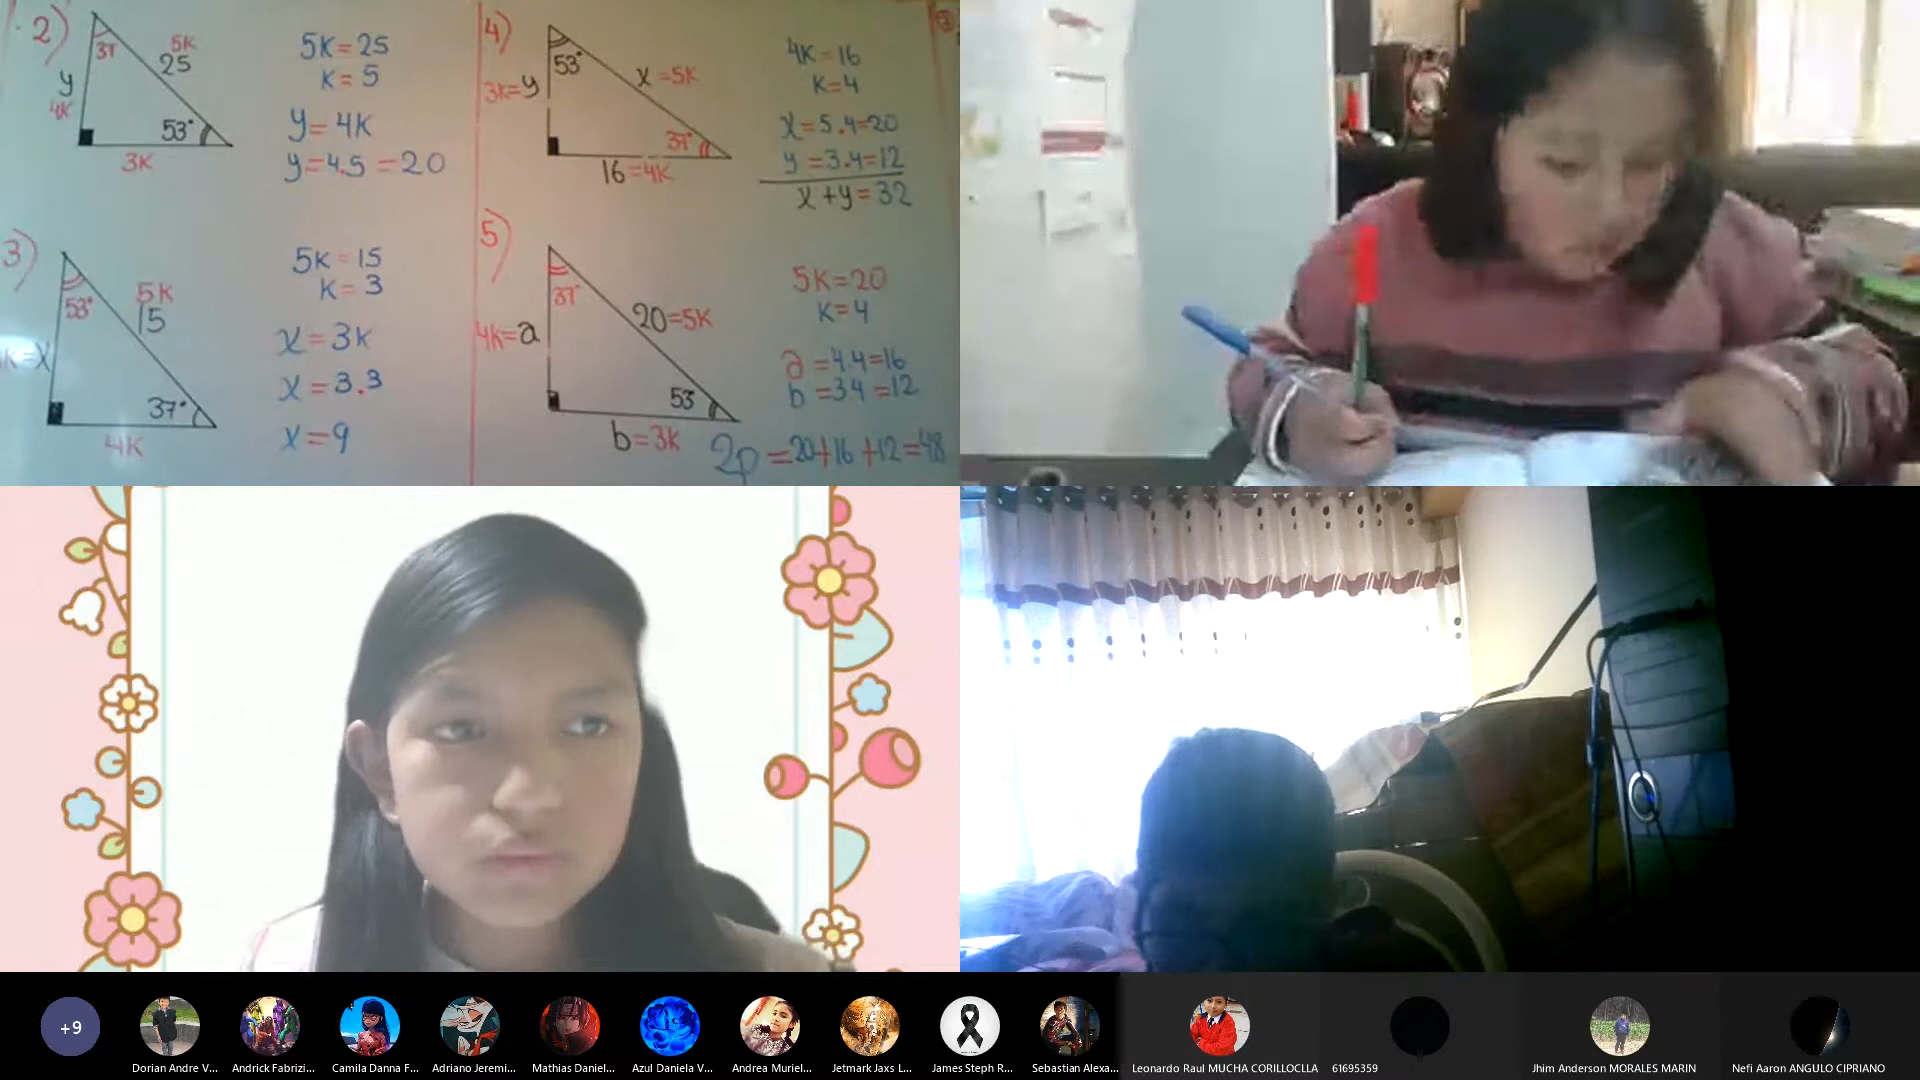 2)
37
5K
25
y
4K
53°
3K
5K=25
K=5
y=4K
y=4.5=20
3)
53°
5K
15
K=x
37°
4K
5K=15
K=3
x=3K
x=3.3
x=9
4)
53°
3K=y
x=5K
37°
16=4K
4K=16
K=4
x=5.4=20
y=3.4=12
x+y=32
5)
37
20=5K
4K=a
53
b=3K
5K=20
K=4
a=4.4=16
b=34=12
2p=20+16+12=48
+9
Dorian Andre V...
Andrick Fabrizi...
Camila Danna F...
Adriano Jeremi...
Mathias Daniel...
Azul Daniela V...
Andrea Muriel...
Jetmark Jaxs L...
James Steph R...
Sebastian Alexa...
Leonardo Raul MUCHA CORILLOCLLA
61695359
Jhim Anderson MORALES MARIN
Nefi Aaron ANGULO CIPRIANO